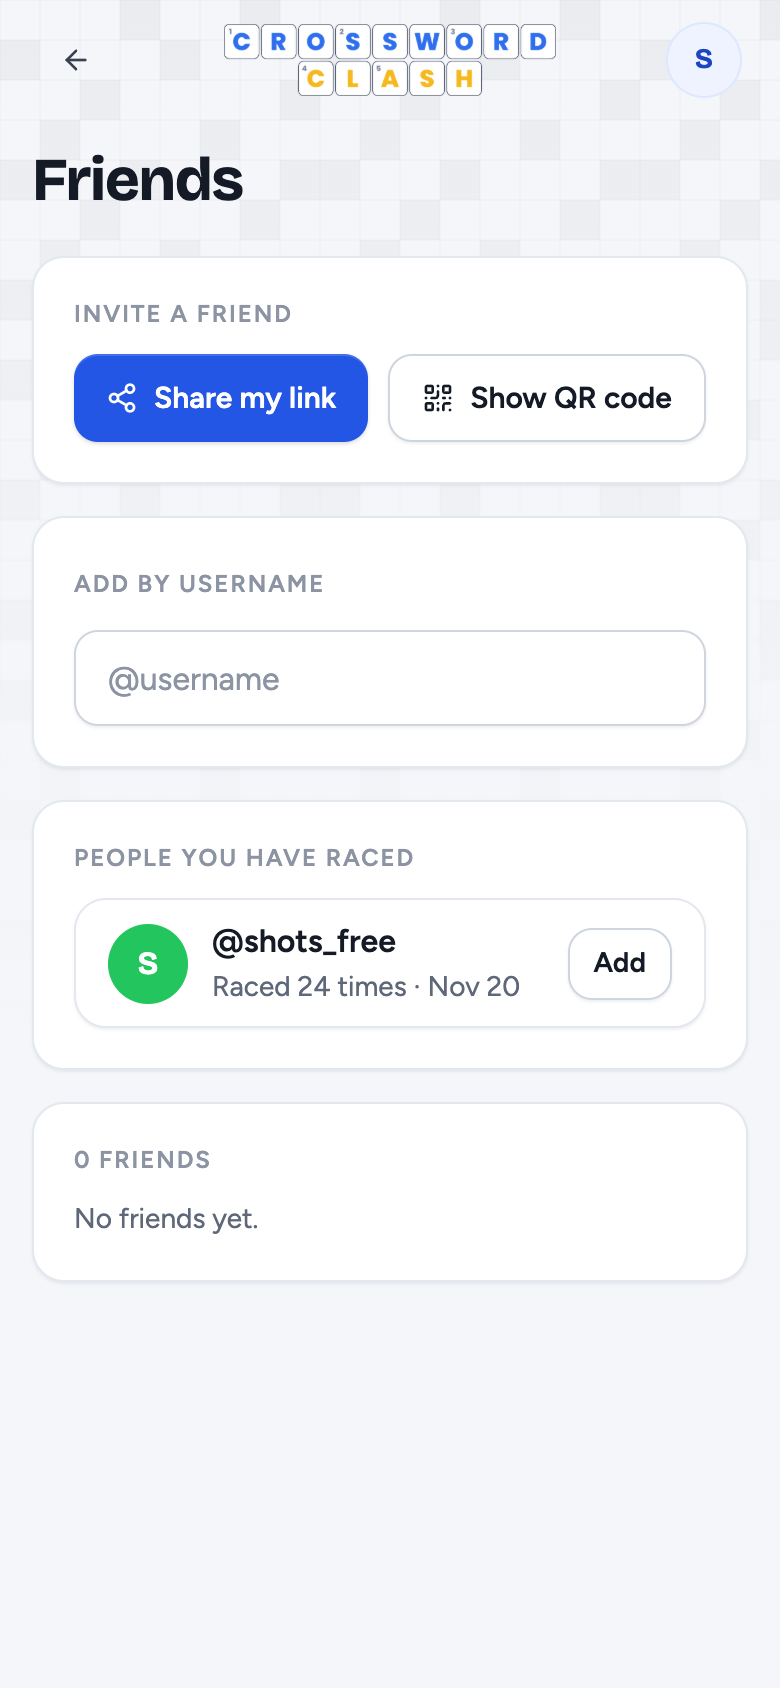 CROSSWORD
CLASH
S
Friends
INVITE A FRIEND
Share my link
Show QR code
ADD BY USERNAME
@username
PEOPLE YOU HAVE RACED
S
@shots_free
Raced 24 times · Nov 20
Add
0 FRIENDS
No friends yet.